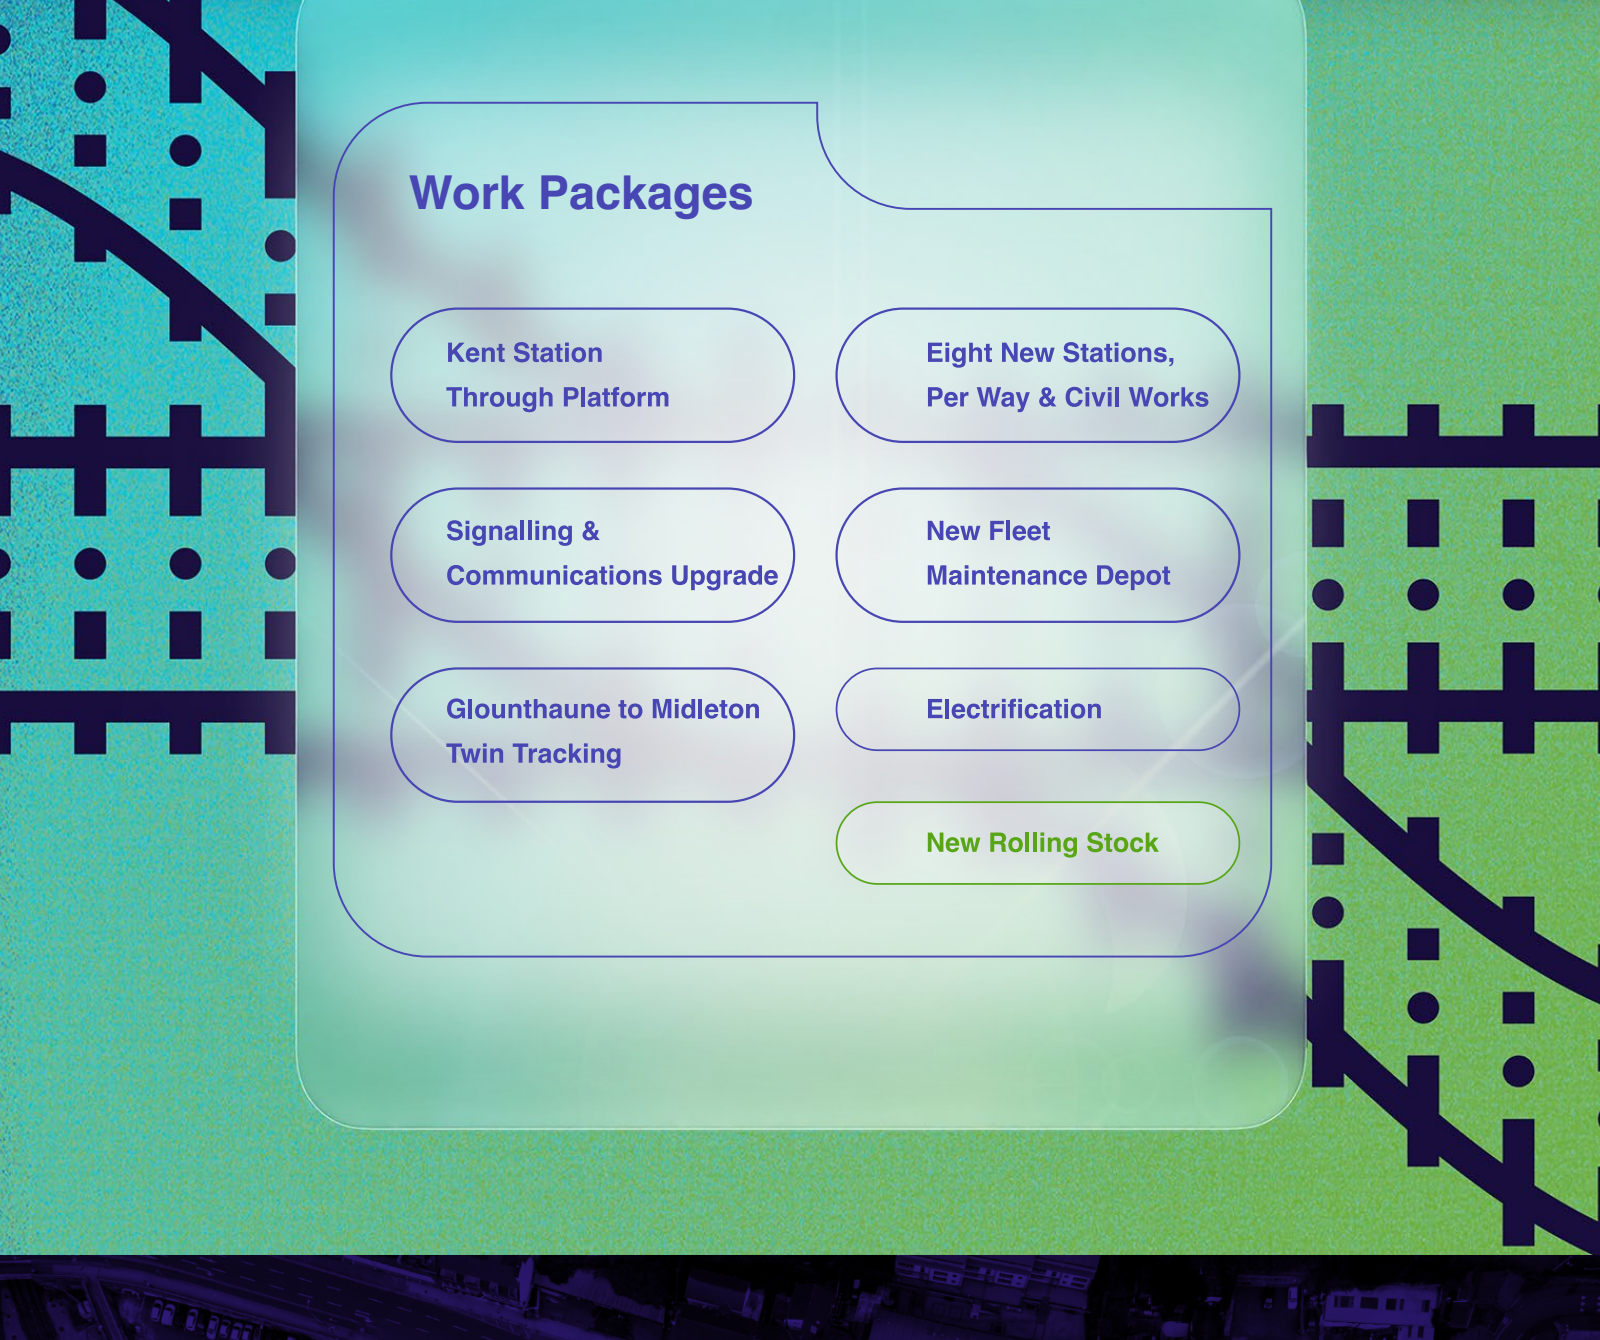 Work Packages
Kent Station
Through Platform
Signalling &
Communications Upgrade
Glounthaune to Midleton
Twin Tracking
Eight New Stations,
Per Way & Civil Works
New Fleet
Maintenance Depot
Electrification
New Rolling Stock